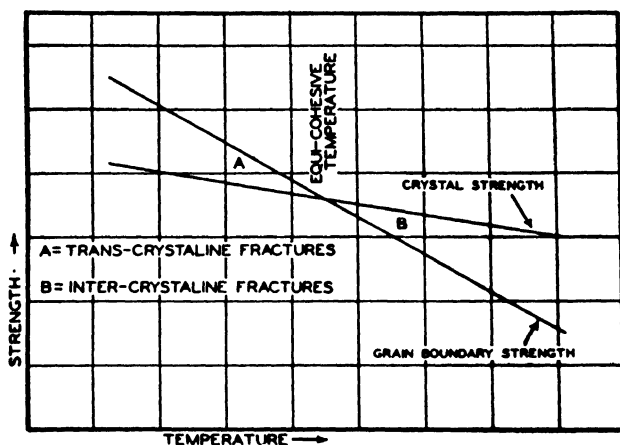 EQUI-COHESIVE
TEMPERATURE
A
B
CRYSTAL STRENGTH
A= TRANS-CRYSTALINE FRACTURES
B= INTER-CRYSTALINE FRACTURES
GRAIN BOUNDARY STRENGTH
STRENGTH
TEMPERATURE